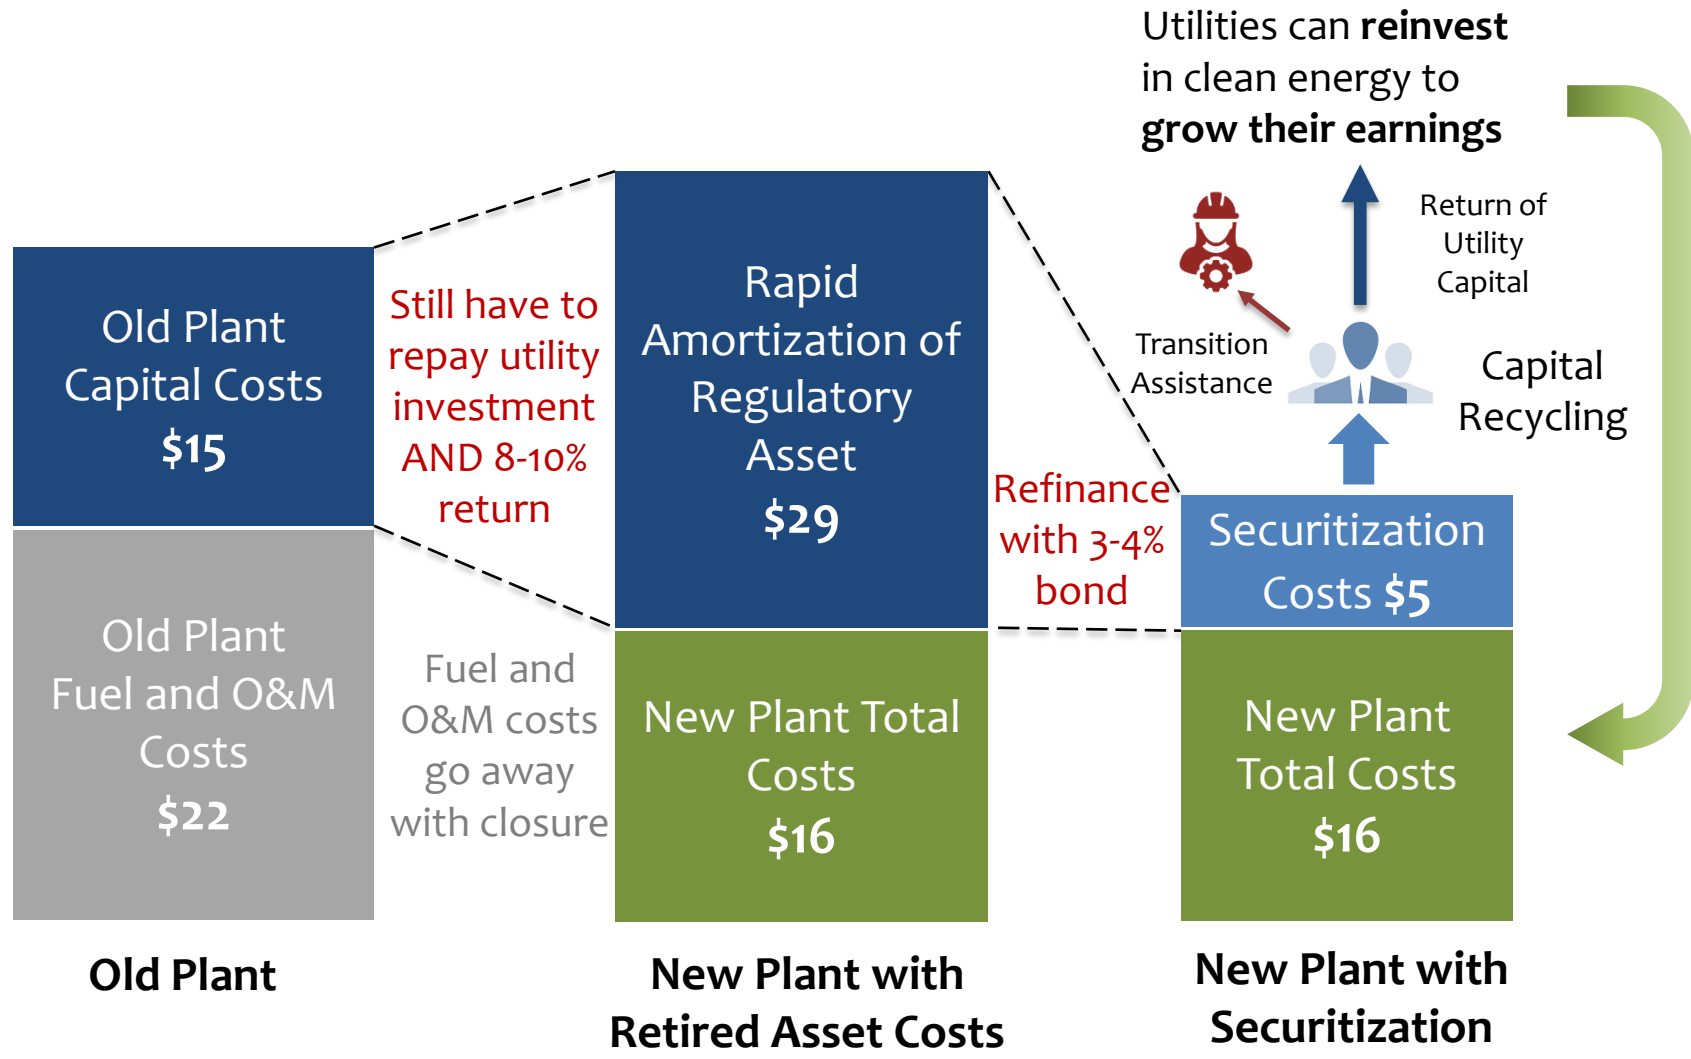 Utilities can reinvest
in clean energy to
grow their earnings
Return of
Utility
Capital
Transition
Assistance
Capital
Recycling
Old Plant
Capital Costs
$15
Still have to
repay utility
investment
AND 8-10%
return
Rapid
Amortization of
Regulatory
Asset
$29
Refinance
with 3-4%
bond
Securitization
Costs $5
Old Plant
Fuel and O&M
Costs
$22
Fuel and
O&M costs
go away
with closure
New Plant Total
Costs
$16
New Plant
Total Costs
$16
Old Plant
New Plant with
Retired Asset Costs
New Plant with
Securitization